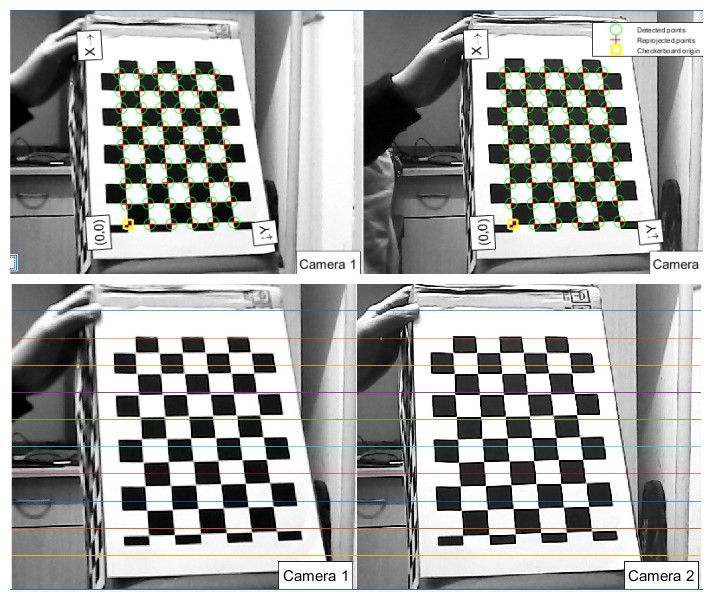 X →
X →
Detected points
Reprojected points
Checkerboard origin
(0,0)
→Y
Camera 1
(0,0)
→Y
Camera
Camera 1
Camera 2